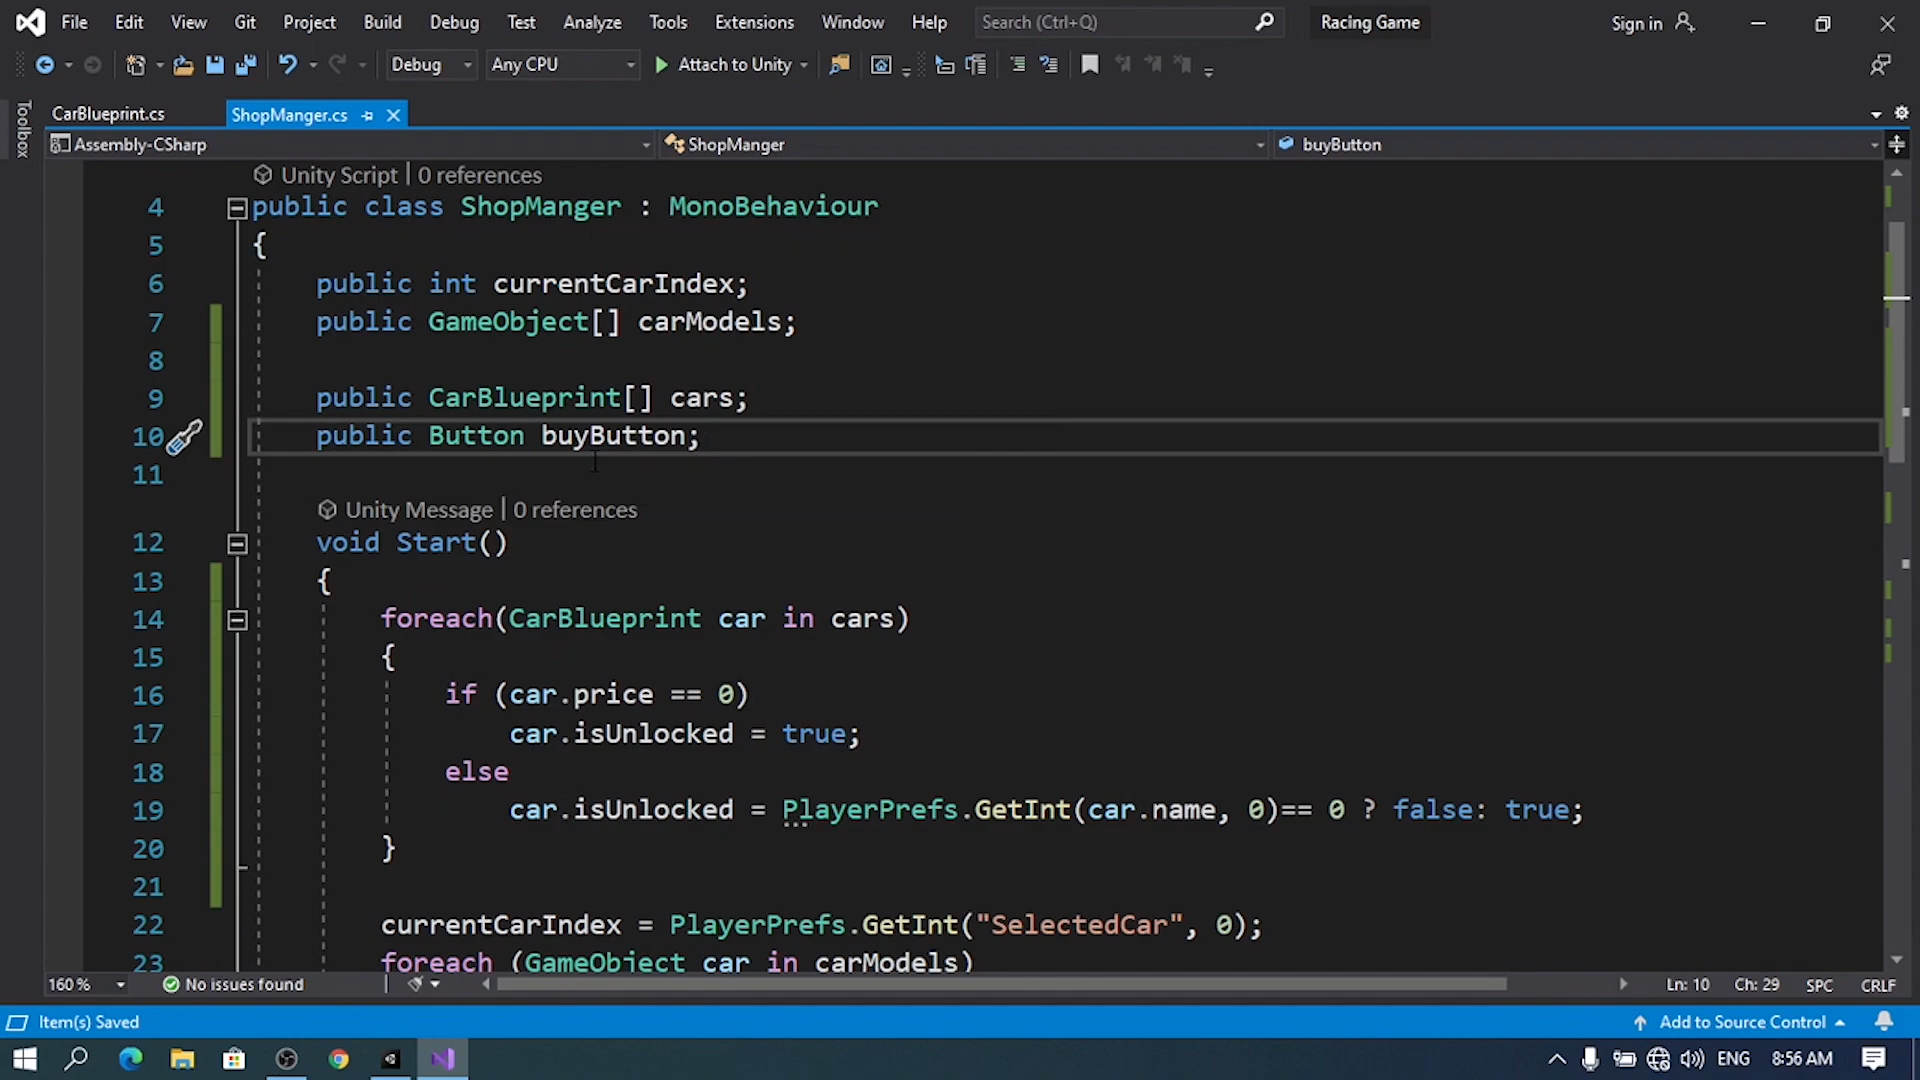 File Edit View Git Project Build Debug Test Analyze Tools Extensions Window Help Search (Ctrl+Q) Racing Game Sign in
Debug Any CPU Attach to Unity
Toolbox
CarBlueprint.cs ShopManger.cs
Assembly-CSharp ShopManger buyButton
Unity Script | 0 references
4 public class ShopManger : MonoBehaviour
5 {
6 public int currentCarIndex;
7 public GameObject[] carModels;
8
9 public CarBlueprint[] cars;
10 public Button buyButton;
11
Unity Message | 0 references
12 void Start()
13 {
14 foreach(CarBlueprint car in cars)
15 {
16 if (car.price == 0)
17 car.isUnlocked = true;
18 else
19 car.isUnlocked = PlayerPrefs.GetInt(car.name, 0)== 0 ? false: true;
20 }
21
22 currentCarIndex = PlayerPrefs.GetInt("SelectedCar", 0);
23 foreach (GameObject car in carModels)
160 % No issues found Ln: 10 Ch: 29 SPC CRLF
Item(s) Saved Add to Source Control
ENG 8:56 AM